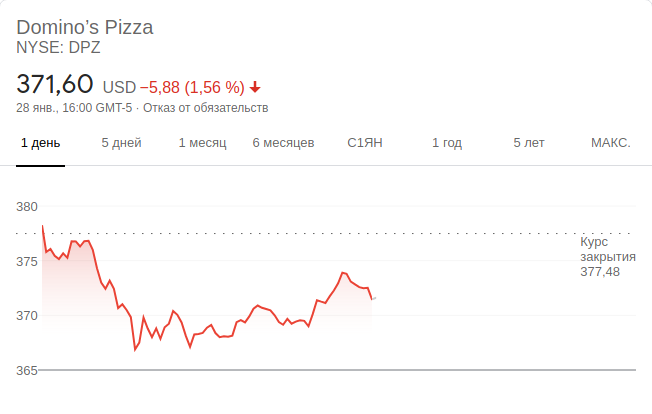 Domino’s Pizza
NYSE: DPZ
371,60 USD −5,88 (1,56 %)
28 янв., 16:00 GMT-5 · Отказ от обязательств
1 день 5 дней 1 месяц 6 месяцев С1ЯН 1 год 5 лет МАКС.
380
375
370
365
Курс
закрытия
377,48